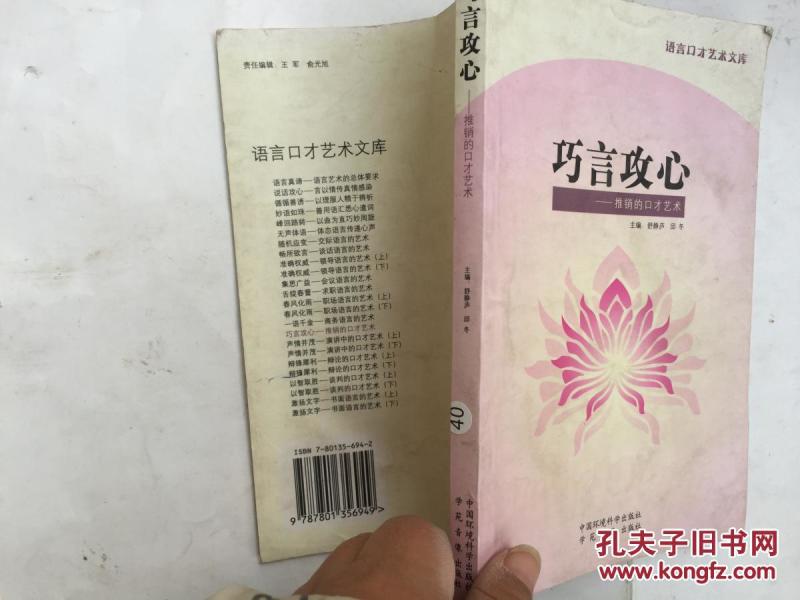 责任编辑：王 军 俞光旭
语言口才艺术文库
语言真谛——语言艺术的总体要求
说话攻心——言以情传真情感染
循循善诱——以理服人精于辨析
妙语如珠——善用语汇悉心遣词
峰回路转——以曲为直巧妙周旋
无声体语——体态语言传递心声
随机应变——交际语言的艺术
畅所欲言——谈话语言的艺术
准确权威——领导语言的艺术（上）
准确权威——领导语言的艺术（下）
集思广益——会议语言的艺术
舌绽春蕾——求职语言的艺术
春风化雨——职场语言的艺术（上）
春风化雨——职场语言的艺术（下）
一语千金——商务语言的艺术
巧言攻心——推销的口才艺术
声情并茂——演讲中的口才艺术（上）
声情并茂——演讲中的口才艺术（下）
辩锋犀利——辩论的口才艺术（上）
辩锋犀利——辩论的口才艺术（下）
以智取胜——谈判的口才艺术（上）
以智取胜——谈判的口才艺术（下）
激扬文字——书面语言的艺术（上）
激扬文字——书面语言的艺术（下）
ISBN 7-80135-694-2
9 787801 356949 >
巧言攻心
——推销的口才艺术
主编 舒静庐 邱冬
40
中国环境科学出版社
学苑音像出版社
语言口才艺术文库
巧言攻心
——推销的口才艺术
主编 舒静庐 邱冬
中国环境科学出版社
学苑音像出版社
孔夫子旧书网
www.kongfz.com